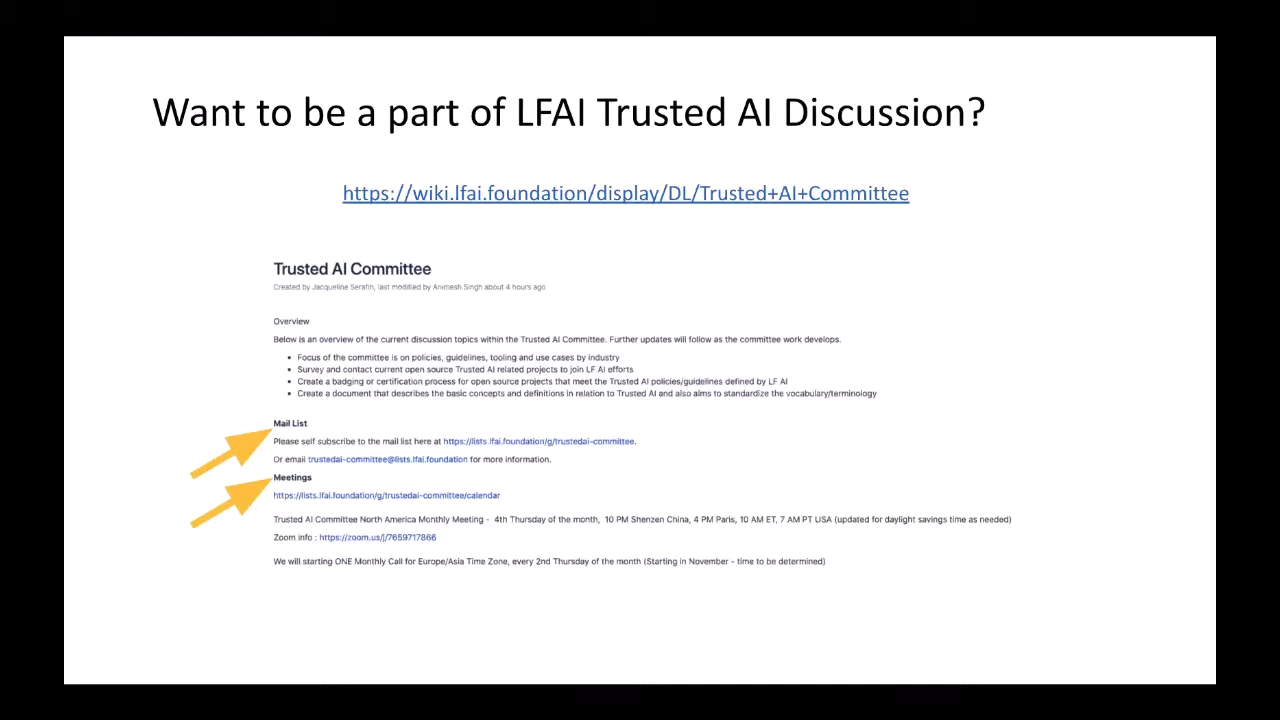 Want to be a part of LFAI Trusted AI Discussion?
https://wiki.lfai.foundation/display/DL/Trusted+AI+Committee
Trusted AI Committee
Created by Jacqueline Serafin, last modified by Animesh Singh about 4 hours ago
Overview
Below is an overview of the current discussion topics within the Trusted AI Committee. Further updates will follow as the committee work develops.
• Focus of the committee is on policies, guidelines, tooling and use cases by industry
• Survey and contact current open source Trusted AI related projects to join LF AI efforts
• Create a badging or certification process for open source projects that meet the Trusted AI policies/guidelines defined by LF AI
• Create a document that describes the basic concepts and definitions in relation to Trusted AI and also aims to standardize the vocabulary/terminology
Mail List
Please self subscribe to the mail list here at https://lists.lfai.foundation/g/trustedai-committee.
Or email trustedai-committee@lists.lfai.foundation for more information.
Meetings
https://lists.lfai.foundation/g/trustedai-committee/calendar
Trusted AI Committee North America Monthly Meeting - 4th Thursday of the month, 10 PM Shenzen China, 4 PM Paris, 10 AM ET, 7 AM PT USA (updated for daylight savings time as needed)
Zoom info : https://zoom.us/j/7659717866
We will starting ONE Monthly Call for Europe/Asia Time Zone, every 2nd Thursday of the month (Starting in November - time to be determined)